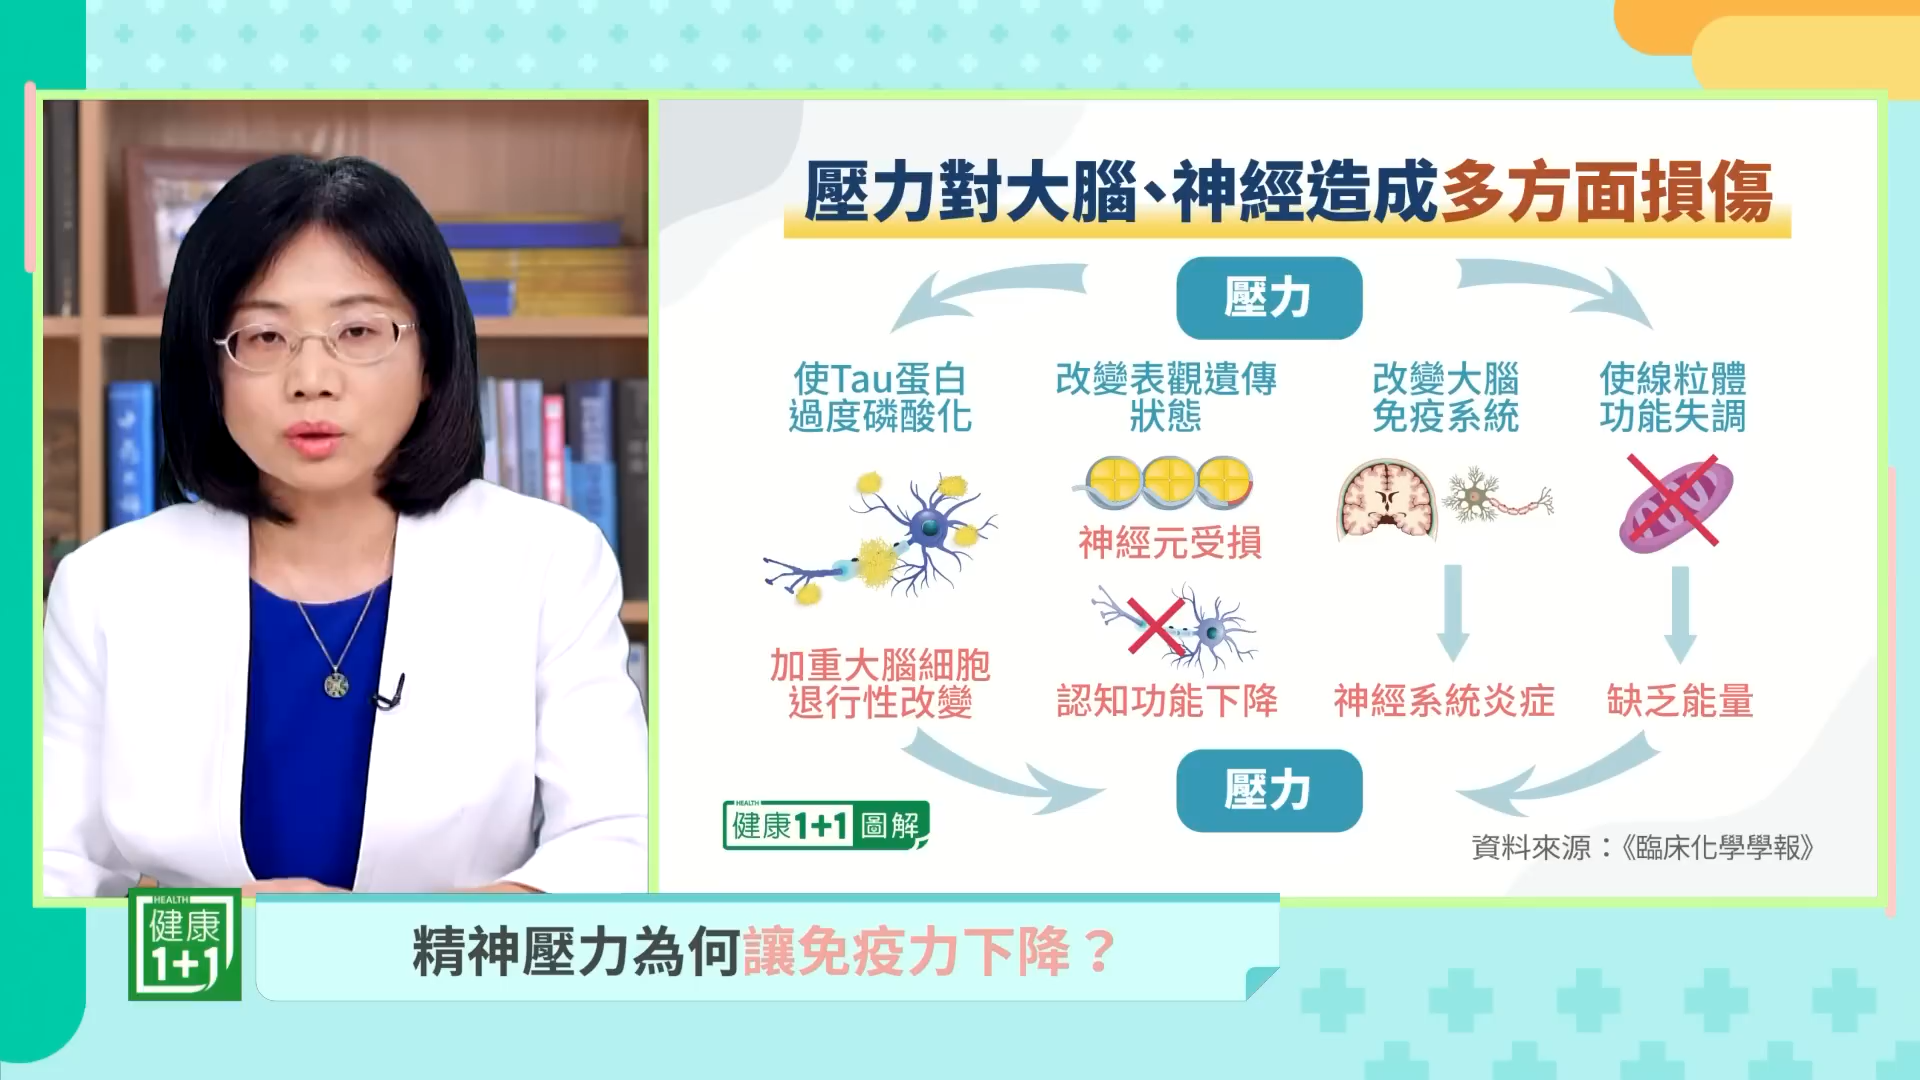 壓力對大腦、神經造成多方面損傷
壓力
使Tau蛋白
過度磷酸化
改變表觀遺傳
狀態
改變大腦
免疫系統
使線粒體
功能失調
神經元受損
加重大腦細胞
退行性改變
認知功能下降
神經系統炎症
缺乏能量
壓力
HEALTH
健康1+1圖解
資料來源：《臨床化學學報》
HEALTH
健康
1+1
精神壓力為何讓免疫力下降？